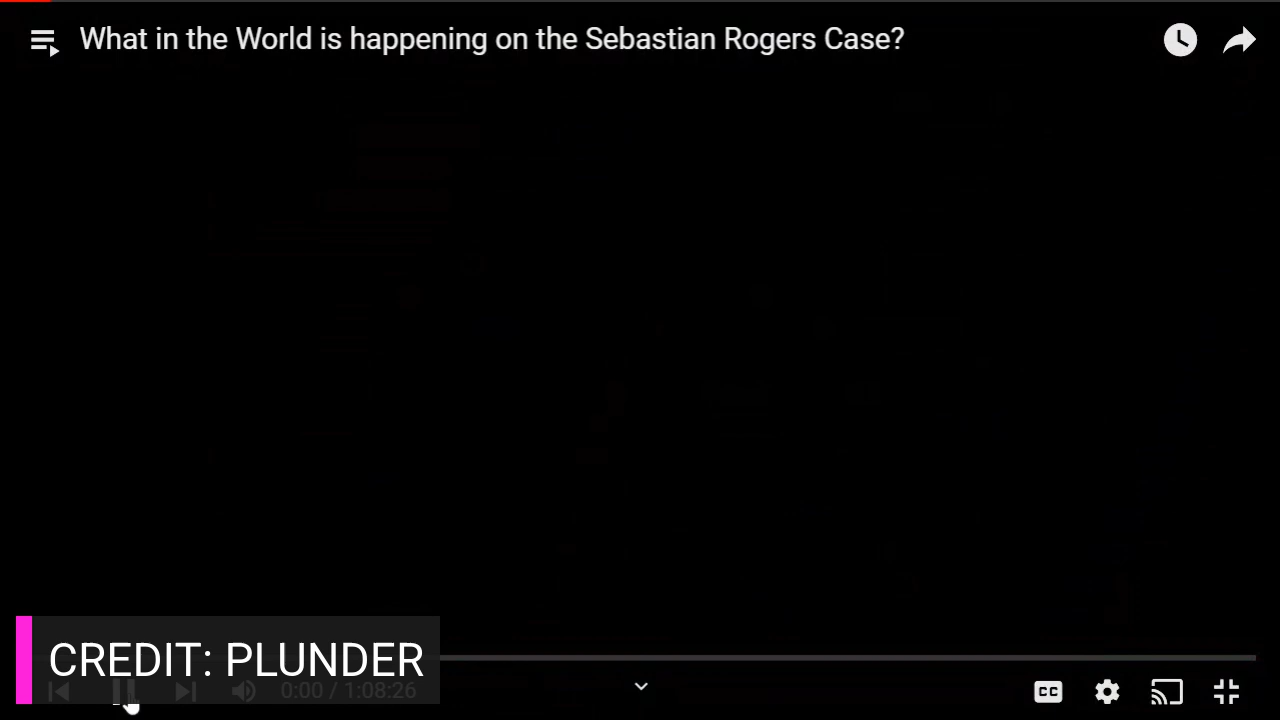 What in the World is happening on the Sebastian Rogers Case?
CREDIT: PLUNDER
0:00 / 1:08:26
CC